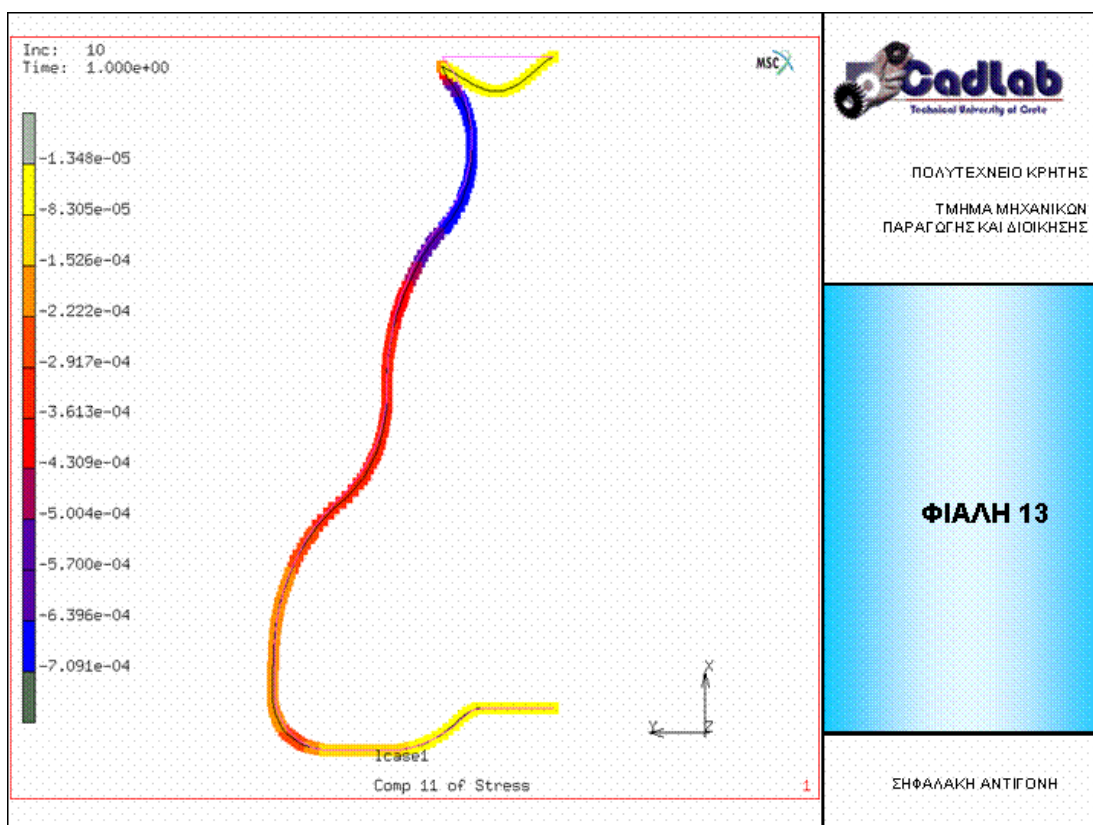 Inc: 10
Time: 1.000e+00
MSC
-1.348e-05
-8.305e-05
-1.526e-04
-2.222e-04
-2.917e-04
-3.613e-04
-4.309e-04
-5.004e-04
-5.700e-04
-6.396e-04
-7.091e-04
X
Y
Z
lcase1
Comp 11 of Stress
1
CadLab
Technical University of Crete
ΠΟΛΥΤΕΧΝΕΙΟ ΚΡΗΤΗΣ
ΤΜΗΜΑ ΜΗΧΑΝΙΚΩΝ
ΠΑΡΑΓΩΓΗΣ ΚΑΙ ΔΙΟΙΚΗΣΗΣ
ΦΙΑΛΗ 13
ΣΗΦΑΛΑΚΗ ΑΝΤΙΓΟΝΗ